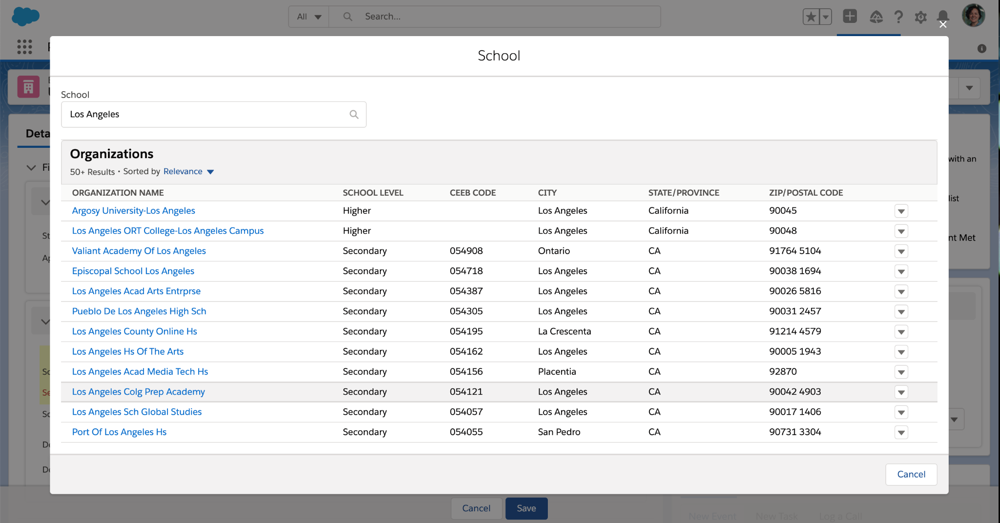 All
Search...
School
School
Los Angeles
Deta
Organizations
50+ Results • Sorted by Relevance
with an
Fi
ORGANIZATION NAME SCHOOL LEVEL CEEB CODE CITY STATE/PROVINCE ZIP/POSTAL CODE
list
Argosy University-Los Angeles Higher Los Angeles California 90045
Los Angeles ORT College-Los Angeles Campus Higher Los Angeles California 90048
St
nt Met
Valiant Academy Of Los Angeles Secondary 054908 Ontario CA 91764 5104
Ap
Episcopal School Los Angeles Secondary 054718 Los Angeles CA 90038 1694
Los Angeles Acad Arts Entrprse Secondary 054387 Los Angeles CA 90026 5816
Pueblo De Los Angeles High Sch Secondary 054305 Los Angeles CA 90031 2457
Los Angeles County Online Hs Secondary 054195 La Crescenta CA 91214 4579
Los Angeles Hs Of The Arts Secondary 054162 Los Angeles CA 90005 1943
Los Angeles Acad Media Tech Hs Secondary 054156 Placentia CA 92870
Sc
Los Angeles Colg Prep Academy Secondary 054121 Los Angeles CA 90042 4903
Se
Los Angeles Sch Global Studies Secondary 054057 Los Angeles CA 90017 1406
Sc
Port Of Los Angeles Hs Secondary 054055 San Pedro CA 90731 3304
De
De
Cancel
Cancel Save
New Event New Task Log a Call